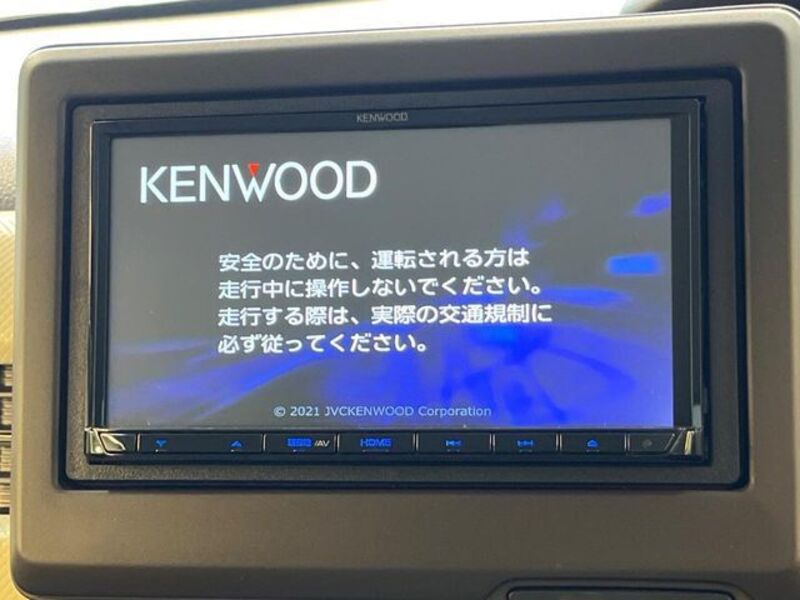 KENWOOD
KENWOOD
安全のために、運転される方は
走行中に操作しないでください。
走行する際は、実際の交通規制に
必ず従ってください。
© 2021 JVCKENWOOD Corporation
/AV HOME